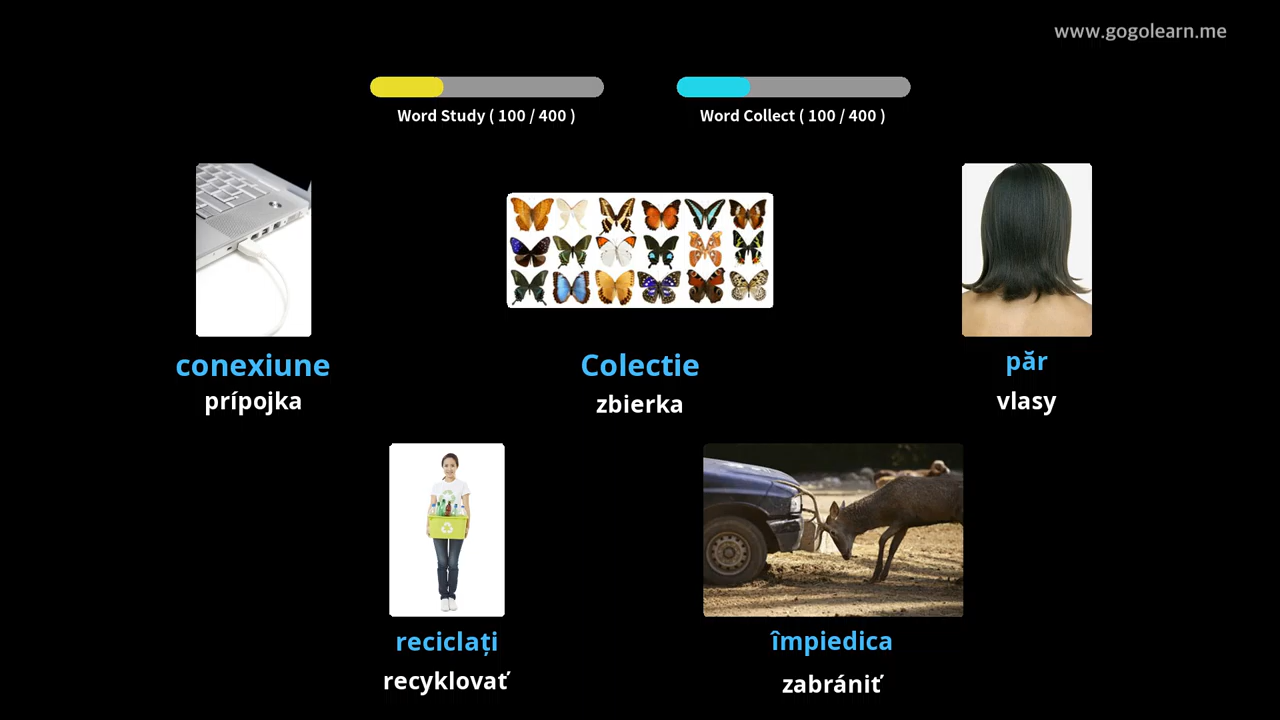 www.gogolearn.me
Word Study ( 100 / 400 )
Word Collect ( 100 / 400 )
conexiune
prípojka
Colectie
zbierka
păr
vlasy
reciclați
recyklovať
împiedica
zabrániť